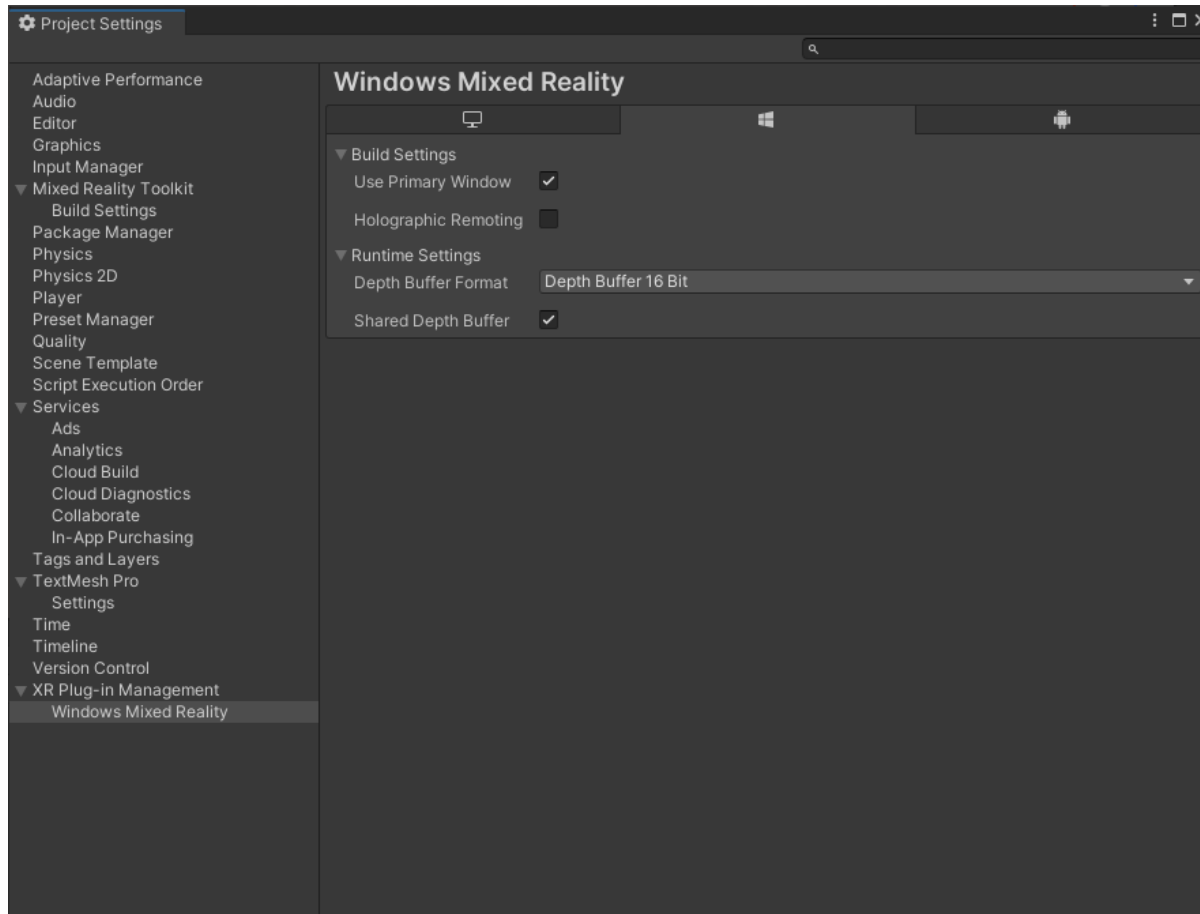 Project Settings
Adaptive Performance
Audio
Editor
Graphics
Input Manager
Mixed Reality Toolkit
Build Settings
Package Manager
Physics
Physics 2D
Player
Preset Manager
Quality
Scene Template
Script Execution Order
Services
Ads
Analytics
Cloud Build
Cloud Diagnostics
Collaborate
In-App Purchasing
Tags and Layers
TextMesh Pro
Settings
Time
Timeline
Version Control
XR Plug-in Management
Windows Mixed Reality
Windows Mixed Reality
Build Settings
Use Primary Window
Holographic Remoting
Runtime Settings
Depth Buffer Format Depth Buffer 16 Bit
Shared Depth Buffer